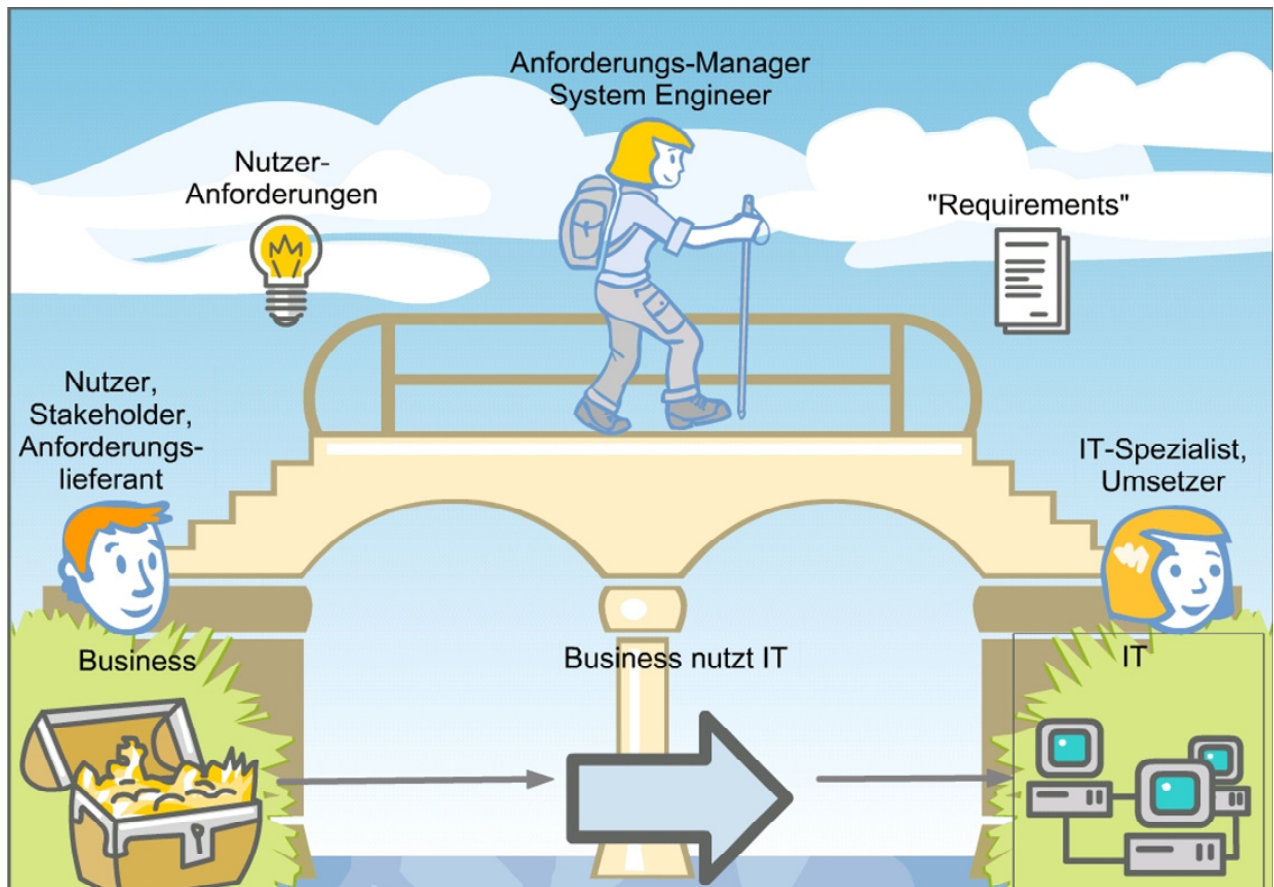 Anforderungs-Manager
System Engineer
Nutzer-
Anforderungen
"Requirements"
Nutzer,
Stakeholder,
Anforderungs-
lieferant
IT-Spezialist,
Umsetzer
Business
Business nutzt IT
IT